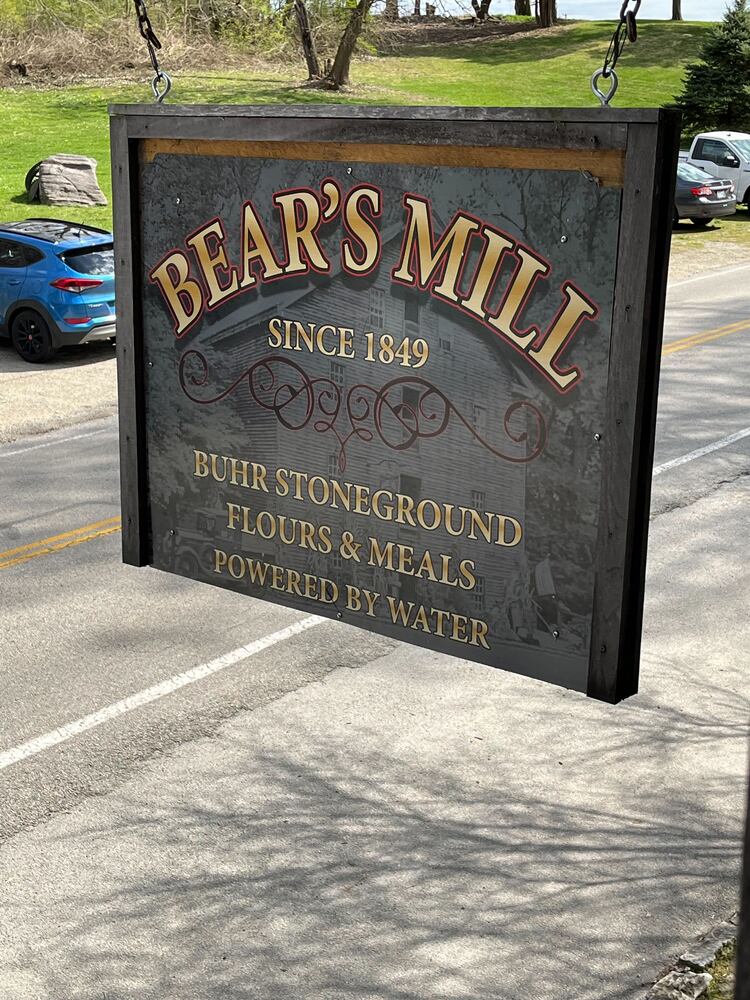 BEAR'S MILL
SINCE 1849
BUHR STONEGROUND
FLOURS & MEALS
POWERED BY WATER